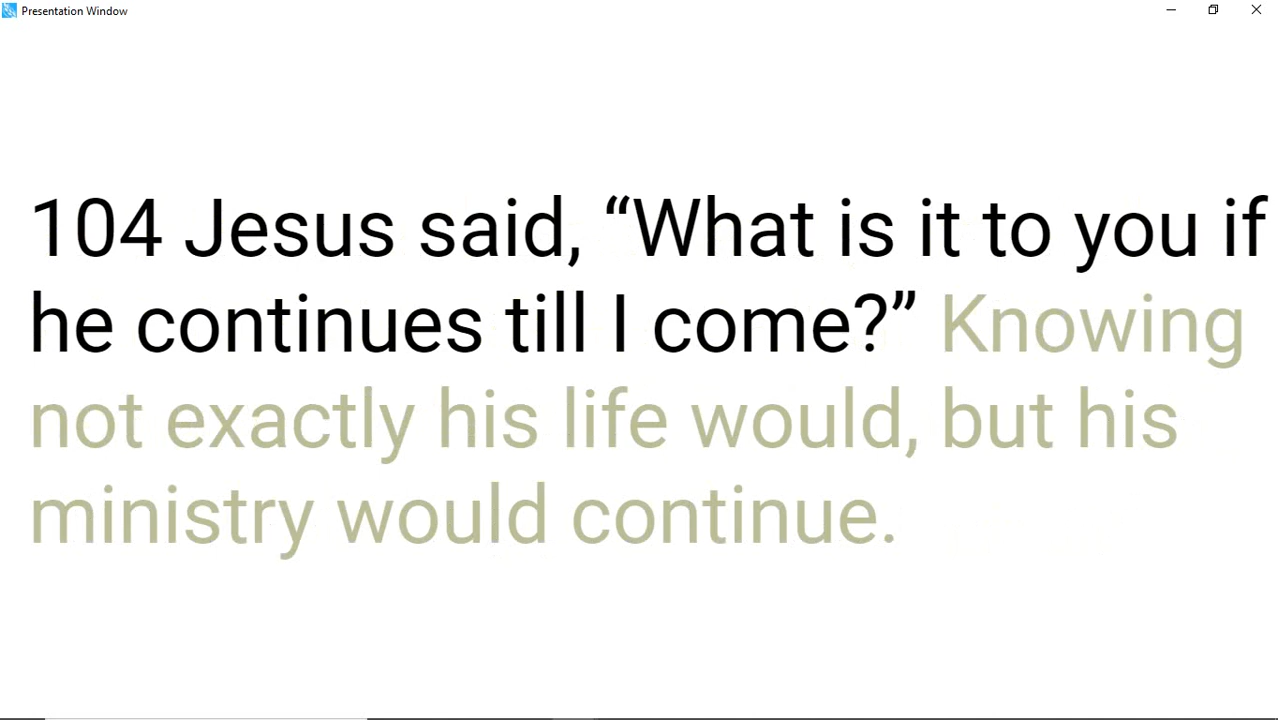 Presentation Window
104 Jesus said, “What is it to you if
he continues till I come?” Knowing
not exactly his life would, but his
ministry would continue.